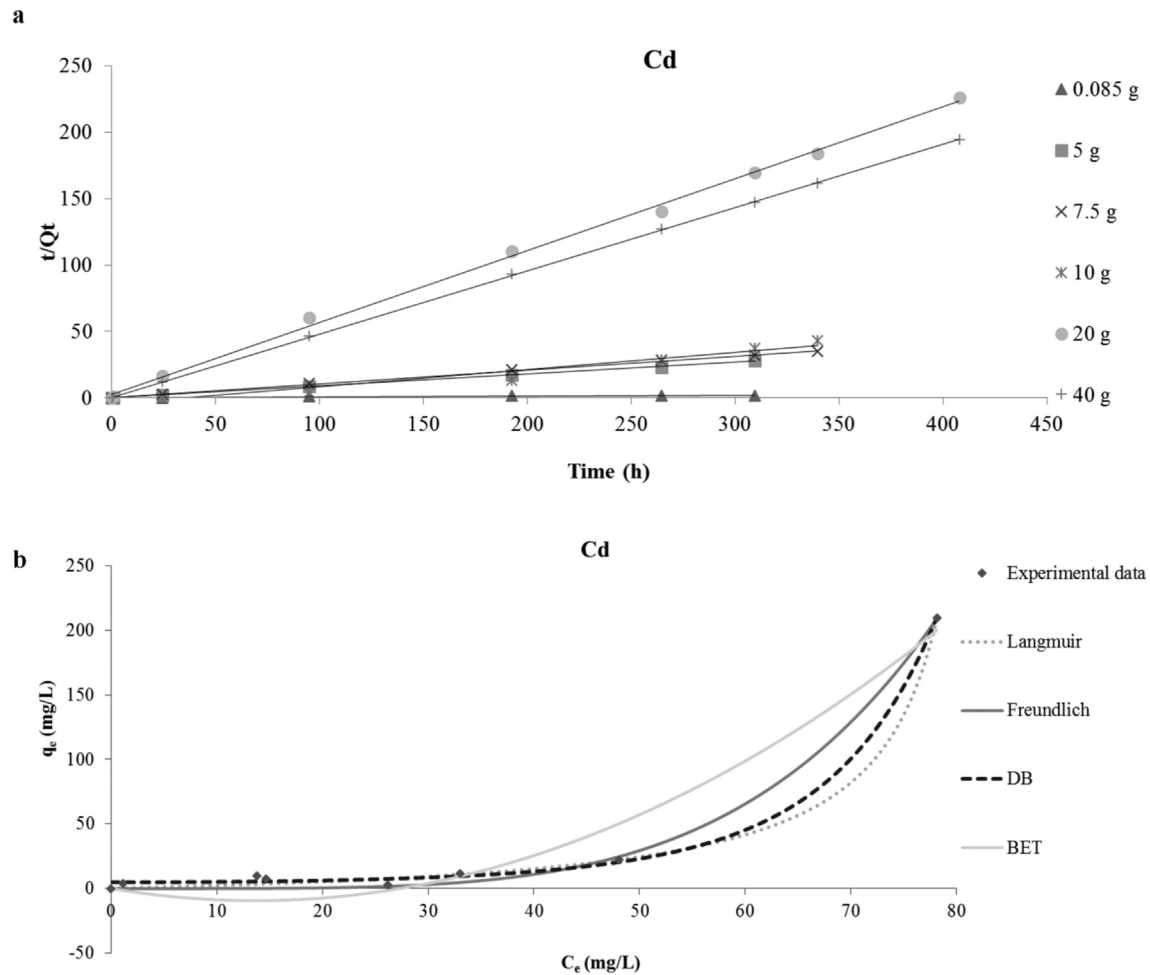 a
Cd
250
200
150
100
50
0
t/Qt
0 50 100 150 200 250 300 350 400 450
Time (h)
0.085 g
5 g
7.5 g
10 g
20 g
40 g
b
Cd
250
200
150
100
50
0
-50
qe (mg/L)
0 10 20 30 40 50 60 70 80
Ce (mg/L)
Experimental data
Langmuir
Freundlich
DB
BET